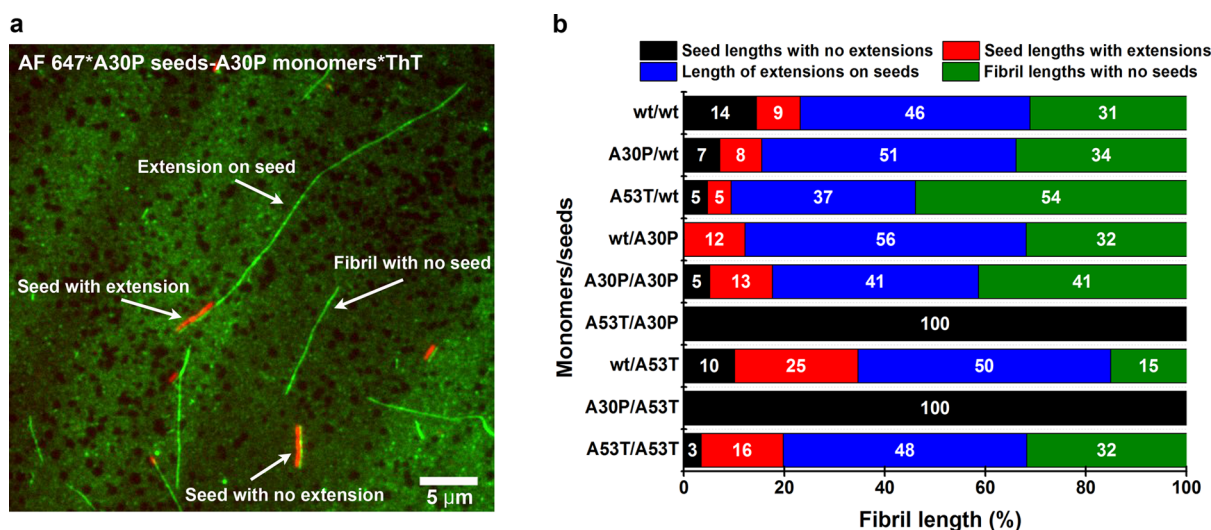 a
AF 647*A30P seeds-A30P monomers*ThT
Extension on seed
Fibril with no seed
Seed with extension
Seed with no extension
5 μm
b
Seed lengths with no extensions
Seed lengths with extensions
Length of extensions on seeds
Fibril lengths with no seeds
Monomers/seeds
wt/wt 14 9 46 31
A30P/wt 7 8 51 34
A53T/wt 5 5 37 54
wt/A30P 12 56 32
A30P/A30P 5 13 41 41
A53T/A30P 100
wt/A53T 10 25 50 15
A30P/A53T 100
A53T/A53T 3 16 48 32
0 20 40 60 80 100
Fibril length (%)